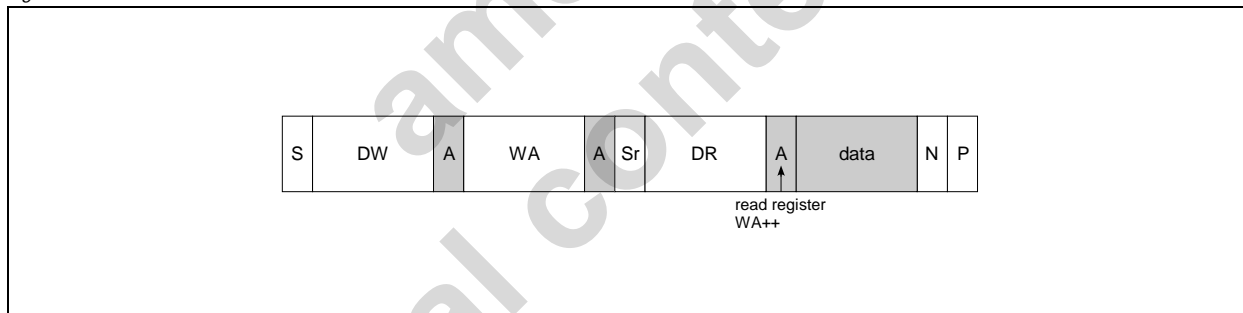 S DW A WA A Sr DR A data N P
read register
WA++